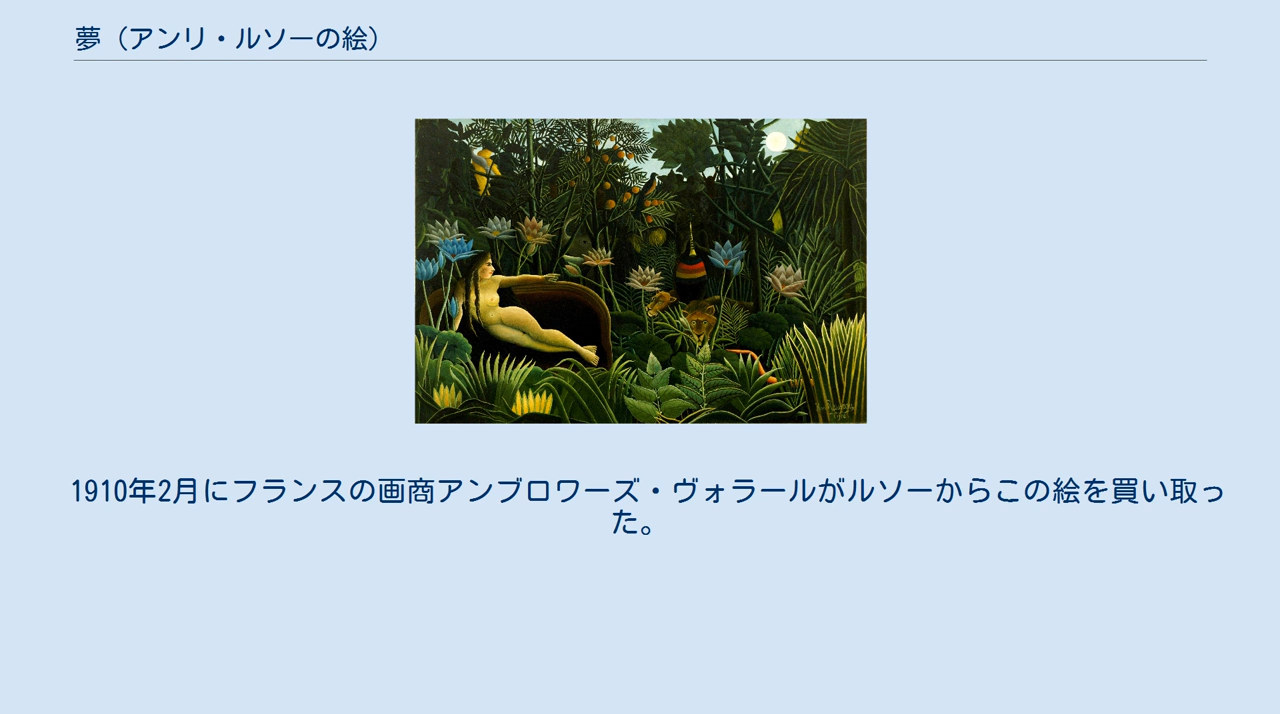 夢（アンリ・ルソーの絵）
1910年2月にフランスの画商アンブロワーズ・ヴォラールがルソーからこの絵を買い取っ
た。